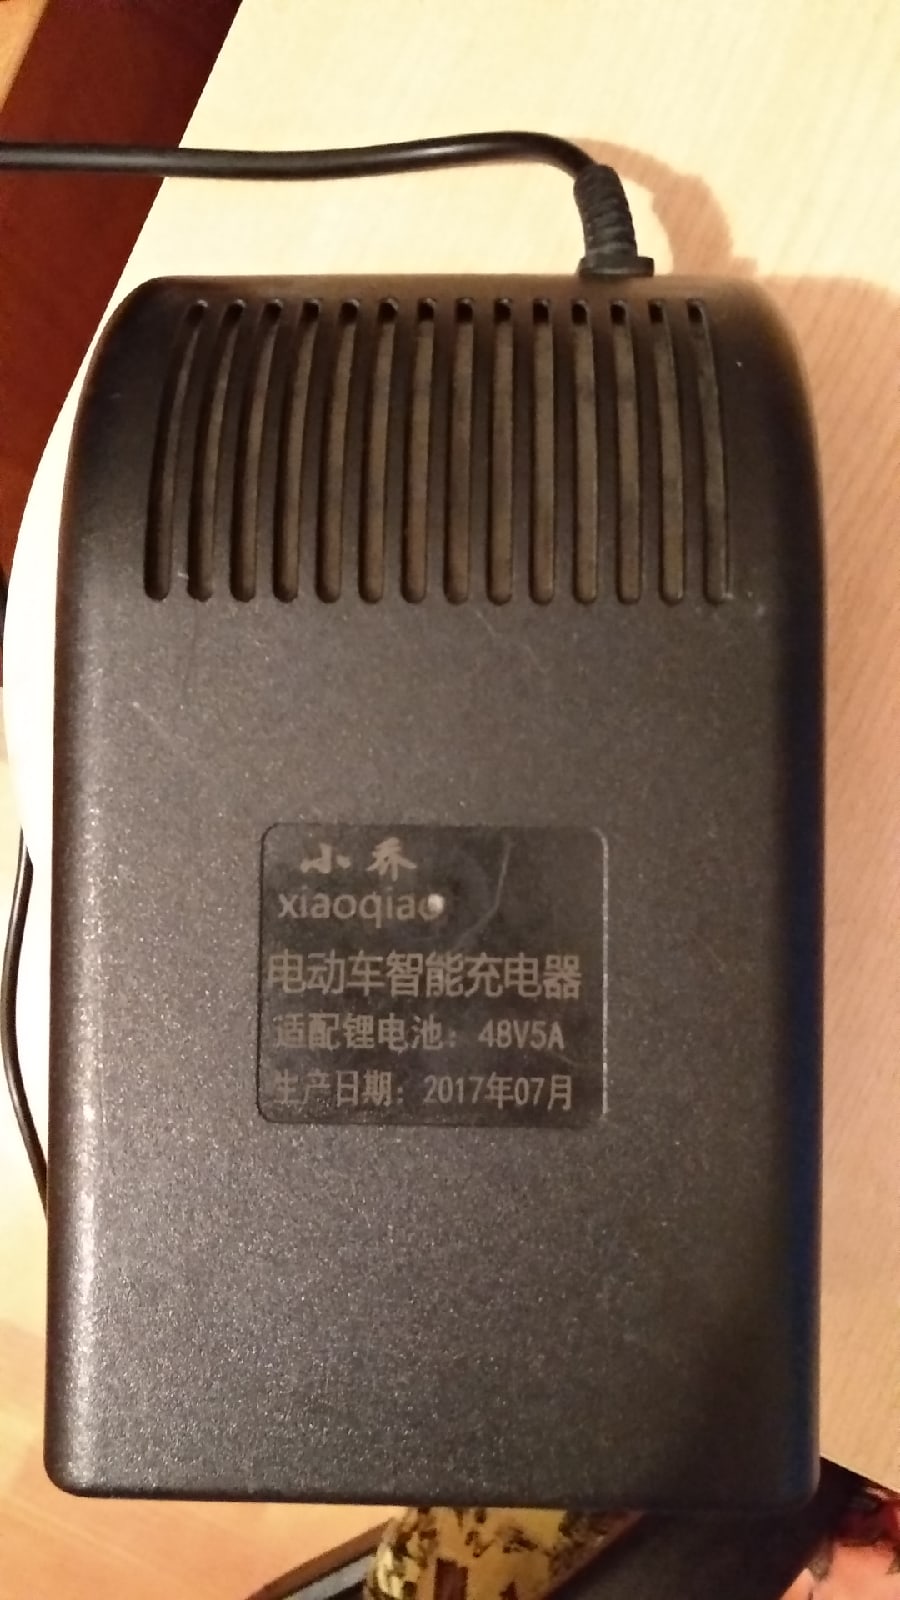 小乔
xiaoqiao
电动车智能充电器
适配锂电池：48V5A
生产日期：2017年07月